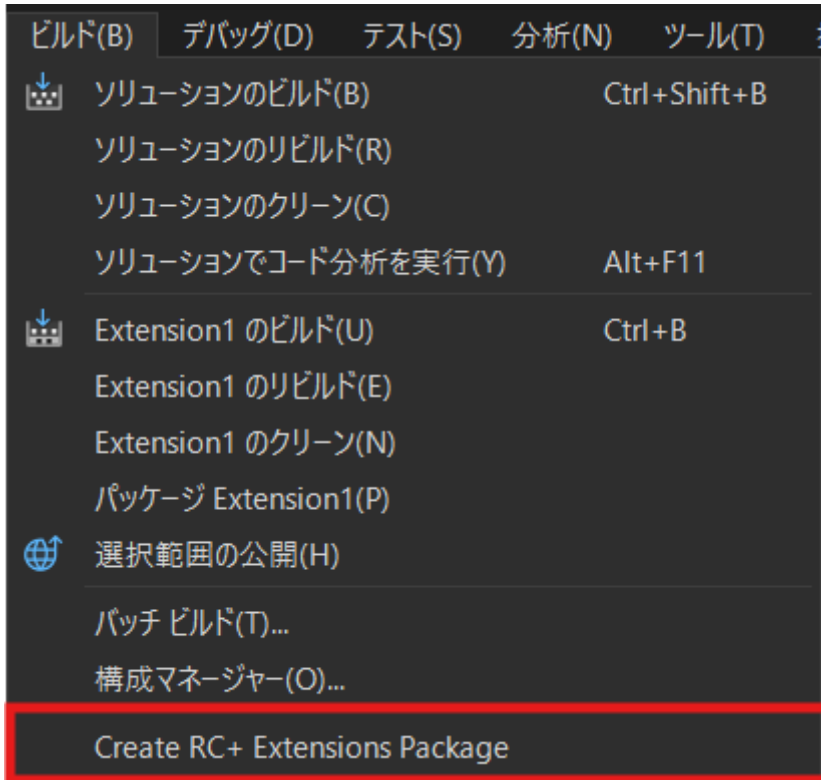 ビルド(B) デバッグ(D) テスト(S) 分析(N) ツール(T)
ソリューションのビルド(B) Ctrl+Shift+B
ソリューションのリビルド(R)
ソリューションのクリーン(C)
ソリューションでコード分析を実行(Y) Alt+F11
Extension1 のビルド(U) Ctrl+B
Extension1 のリビルド(E)
Extension1 のクリーン(N)
パッケージ Extension1(P)
選択範囲の公開(H)
バッチ ビルド(T)...
構成マネージャー(O)...
Create RC+ Extensions Package